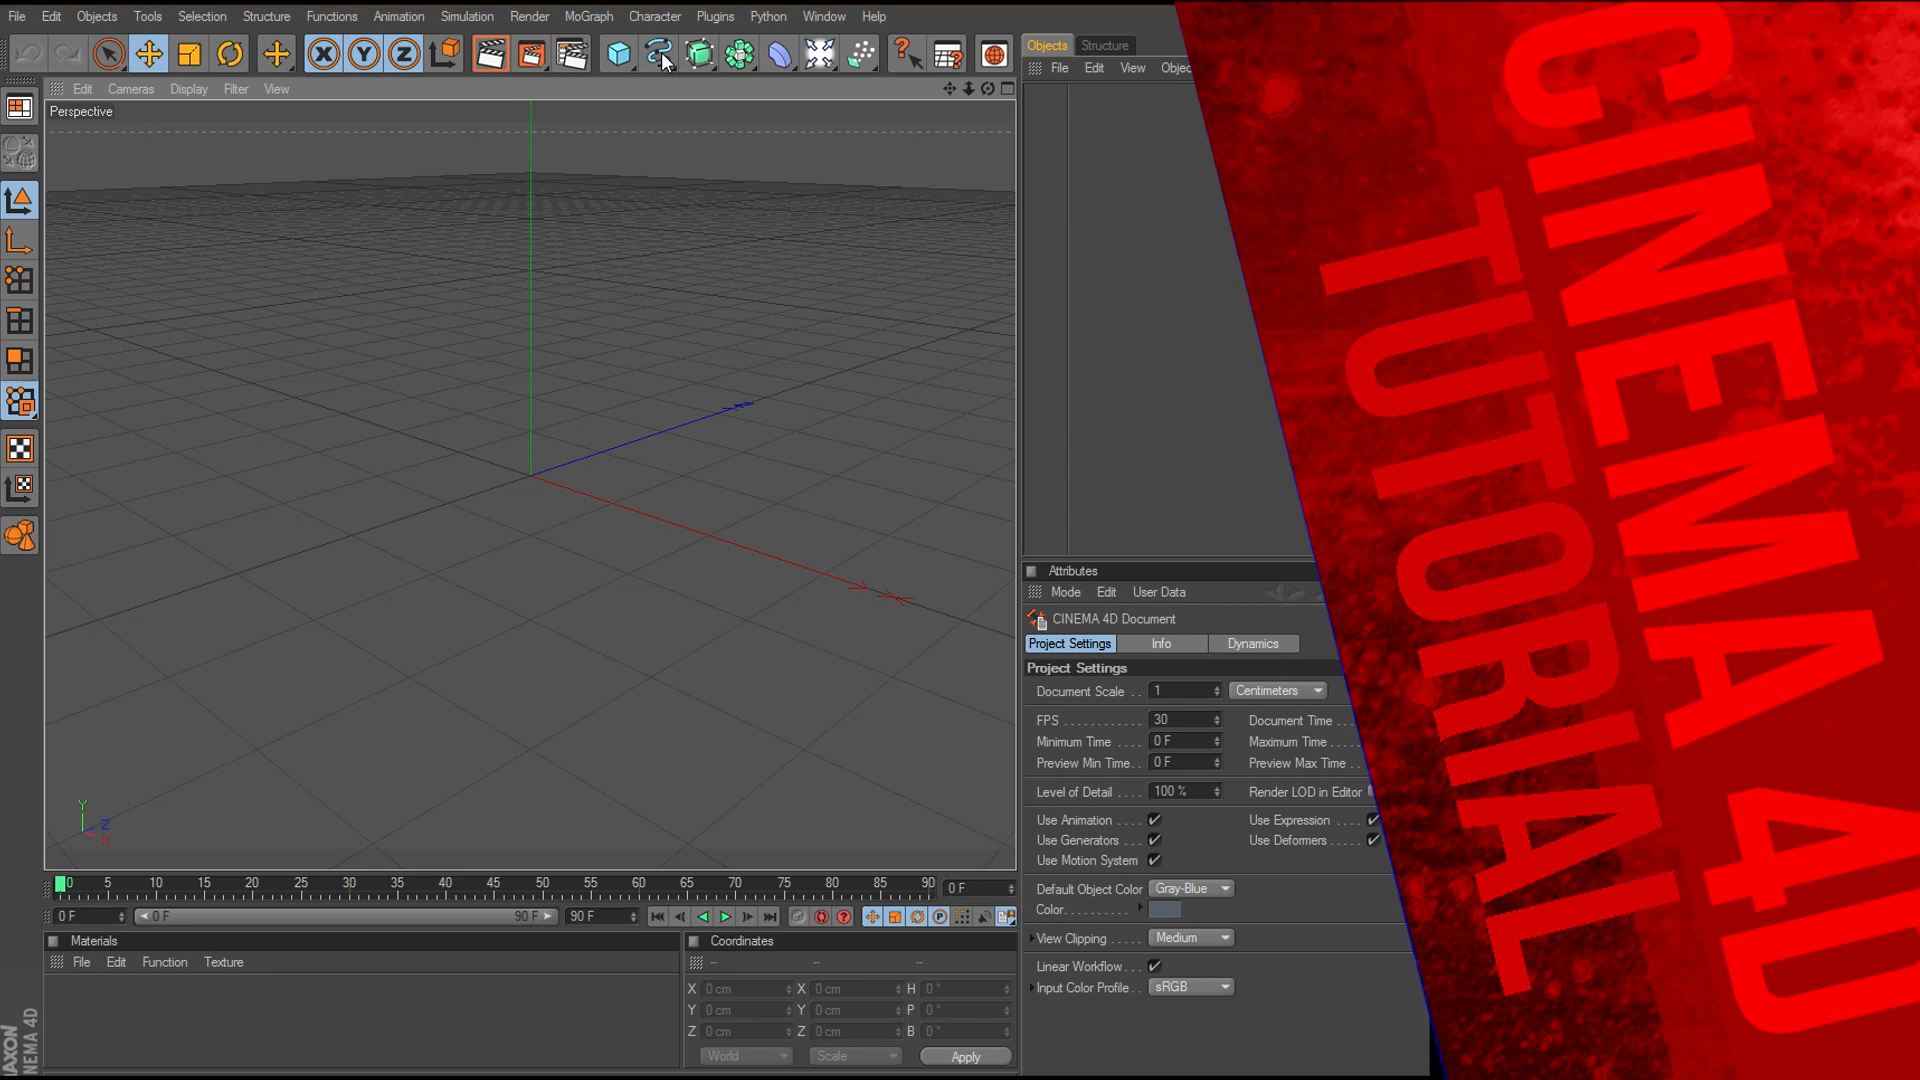 File Edit Objects Tools Selection Structure Functions Animation Simulation Render MoGraph Character Plugins Python Window Help
X Y Z
Edit Cameras Display Filter View
Perspective
Y
Z
X
0 5 10 15 20 25 30 35 40 45 50 55 60 65 70 75 80 85 90 0 F
0 F 0 F 90 F 90 F
Materials
File Edit Function Texture
Coordinates
-- -- --
X 0 cm X 0 cm H 0 °
Y 0 cm Y 0 cm P 0 °
Z 0 cm Z 0 cm B 0 °
World Scale Apply
Objects Structure
File Edit View Objec
Attributes
Mode Edit User Data
CINEMA 4D Document
Project Settings Info Dynamics
Project Settings
Document Scale . . 1 Centimeters
FPS . . . . . . . . . . . 30 Document Time . . .
Minimum Time . . . . 0 F Maximum Time . . . .
Preview Min Time . . 0 F Preview Max Time . .
Level of Detail . . . . 100 % Render LOD in Editor
Use Animation . . . . Use Expression . . . .
Use Generators . . . Use Deformers . . . . .
Use Motion System
Default Object Color Gray-Blue
Color . . . . . . . . . .
View Clipping . . . . . Medium
Linear Workflow . . .
Input Color Profile . . sRGB
CINEMA 4D
TUTORIAL
AXON
NEMA 4D